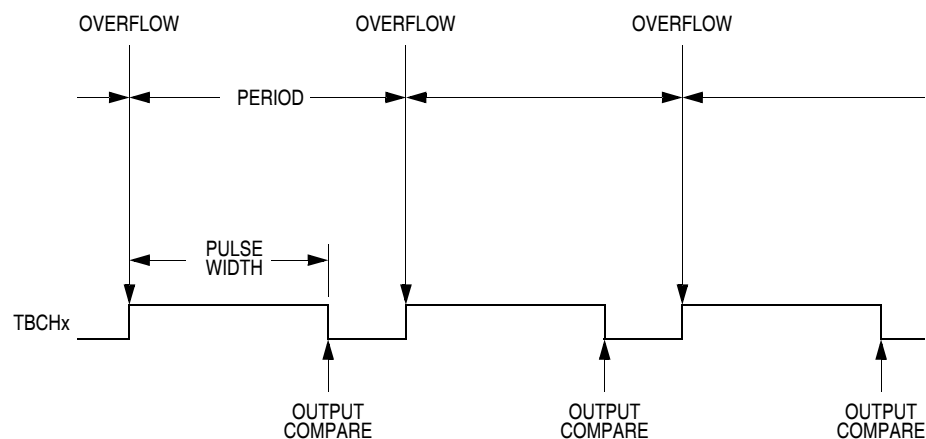 OVERFLOW
OVERFLOW
OVERFLOW
PERIOD
PULSE
WIDTH
TBCHx
OUTPUT
COMPARE
OUTPUT
COMPARE
OUTPUT
COMPARE